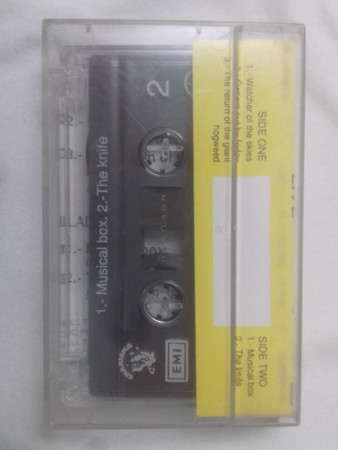 SIDE ONE
1.- Watcher of the skies
3.- The return of the giant
hogweed
SIDE TWO
1.- Musical box
2.- The knife
2
1.- Musical box. 2.-The knife
EMI